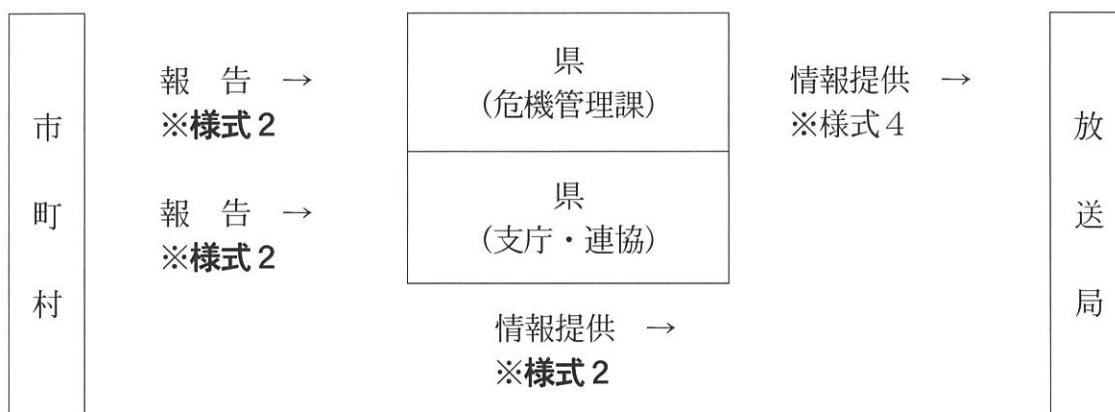 市町村
報　告　→
※様式２
報　告　→
※様式２
県
（危機管理課）
県
（支庁・連協）
情報提供　→
※様式４
情報提供　→
※様式２
放送局